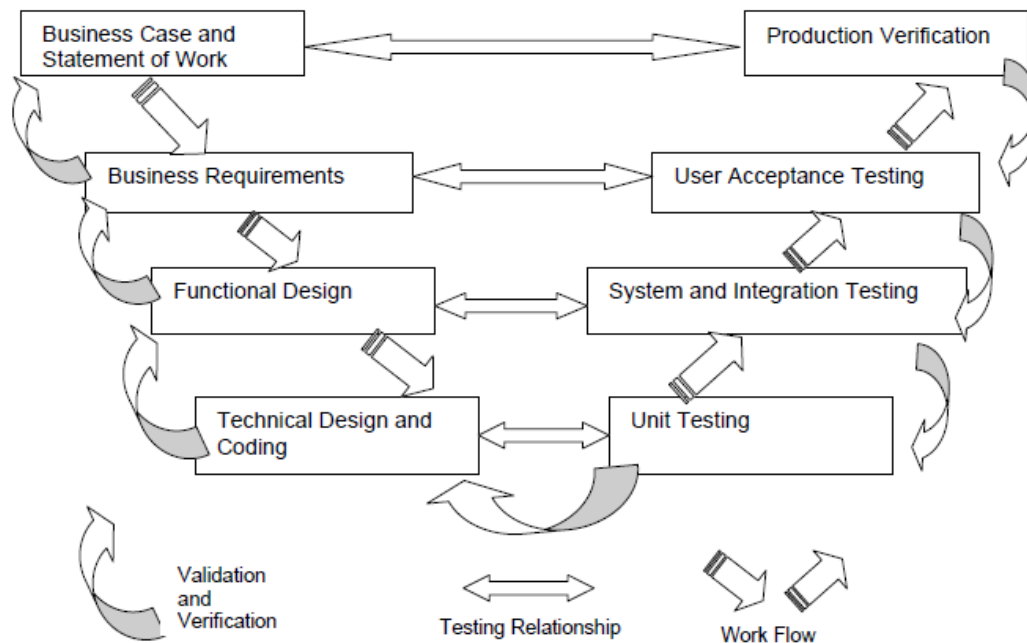 Business Case and
Statement of Work
Production Verification
Business Requirements
User Acceptance Testing
Functional Design
System and Integration Testing
Technical Design and
Coding
Unit Testing
Validation
and
Verification
Testing Relationship
Work Flow